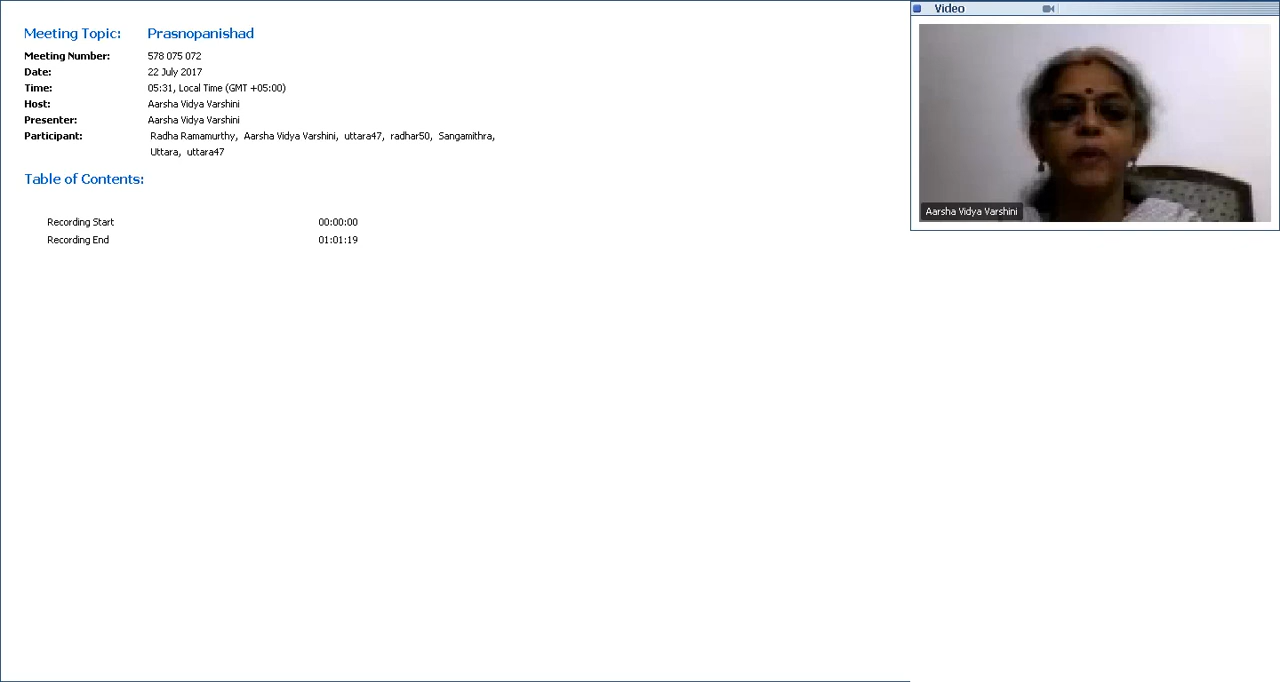 Meeting Topic: Prasnopanishad
Meeting Number: 578 075 072
Date: 22 July 2017
Time: 05:31, Local Time (GMT +05:00)
Host: Aarsha Vidya Varshini
Presenter: Aarsha Vidya Varshini
Participant: Radha Ramamurthy, Aarsha Vidya Varshini, uttara47, radhar50, Sangamithra,
Uttara, uttara47
Table of Contents:
Recording Start 00:00:00
Recording End 01:01:19
Video
Aarsha Vidya Varshini